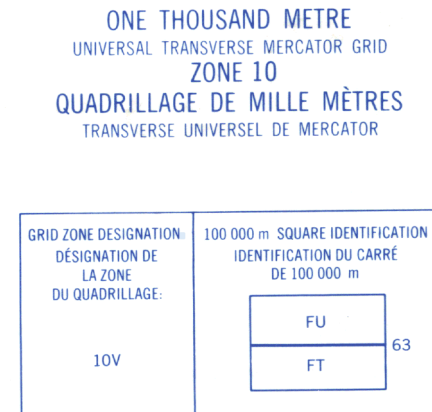 ONE THOUSAND METRE
UNIVERSAL TRANSVERSE MERCATOR GRID
ZONE 10
QUADRILLAGE DE MILLE MÈTRES
TRANSVERSE UNIVERSEL DE MERCATOR
GRID ZONE DESIGNATION
DÉSIGNATION DE
LA ZONE
DU QUADRILLAGE:
10V
100 000 m SQUARE IDENTIFICATION
IDENTIFICATION DU CARRÉ
DE 100 000 m
FU
63
FT